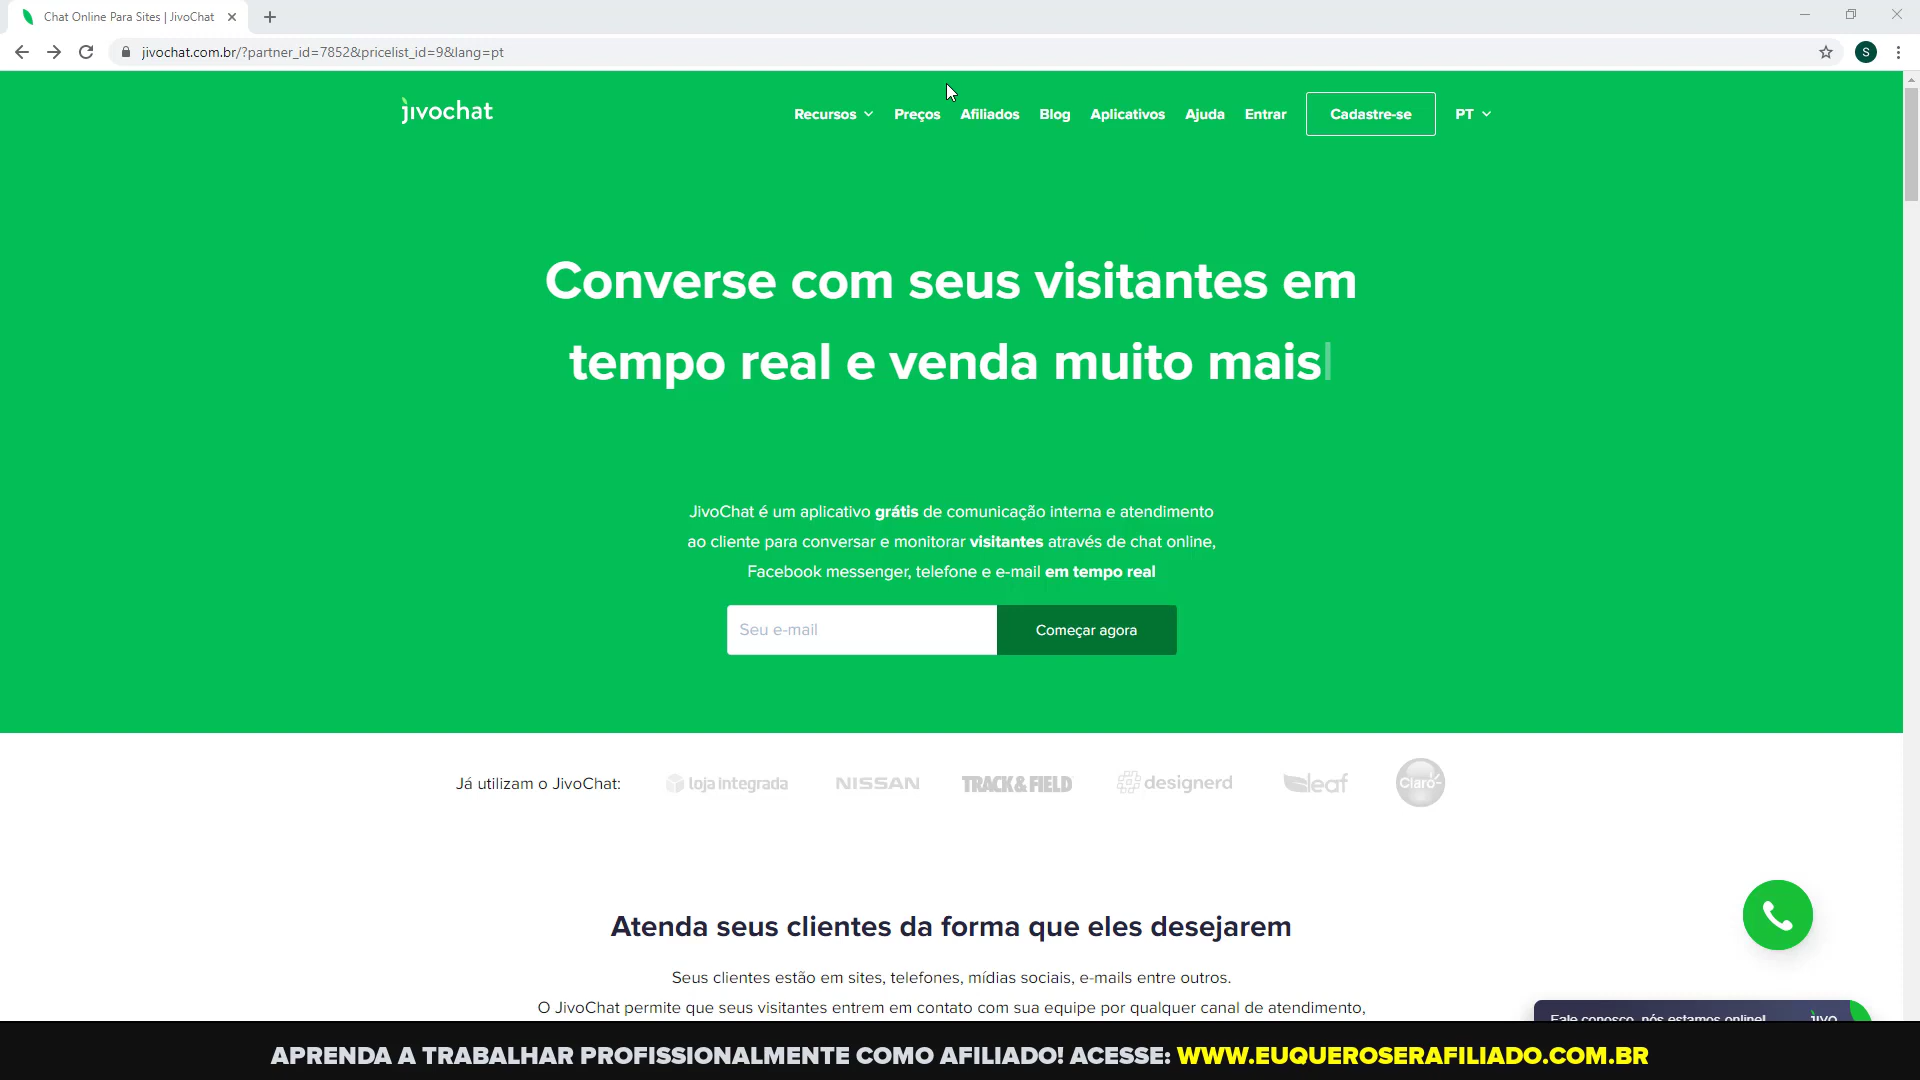 Chat Online Para Sites | JivoChat
jivochat.com.br/?partner_id=7852&pricelist_id=9&lang=pt
S
jivochat
Recursos Preços Afiliados Blog Aplicativos Ajuda Entrar Cadastre-se PT
Converse com seus visitantes em
tempo real e venda muito mais
JivoChat é um aplicativo grátis de comunicação interna e atendimento
ao cliente para conversar e monitorar visitantes através de chat online,
Facebook messenger, telefone e e-mail em tempo real
Seu e-mail Começar agora
Já utilizam o JivoChat: loja integrada NISSAN TRACK&FIELD designerd leaf Claro
Atenda seus clientes da forma que eles desejarem
Seus clientes estão em sites, telefones, mídias sociais, e-mails entre outros.
O JivoChat permite que seus visitantes entrem em contato com sua equipe por qualquer canal de atendimento,
Fale conosco, nós estamos online! jivo
APRENDA A TRABALHAR PROFISSIONALMENTE COMO AFILIADO! ACESSE: WWW.EUQUEROSERAFILIADO.COM.BR